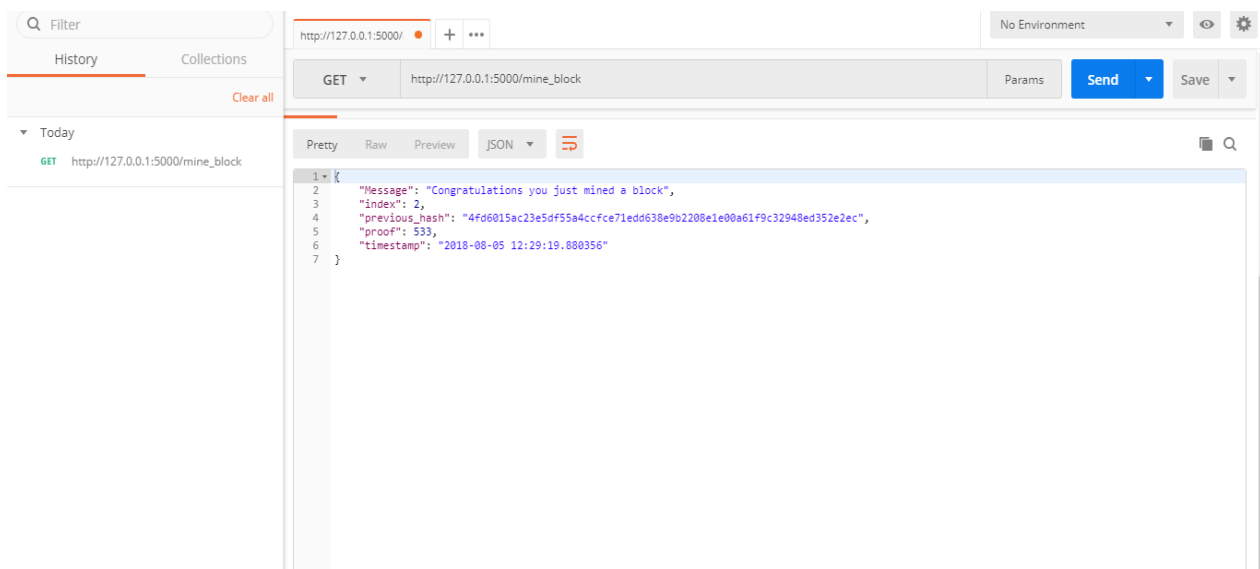 Filter
History Collections
Clear all
Today
GET http://127.0.0.1:5000/mine_block
http://127.0.0.1:5000/
No Environment
GET http://127.0.0.1:5000/mine_block Params Send Save
Pretty Raw Preview JSON
1 {
2 "Message": "Congratulations you just mined a block",
3 "index": 2,
4 "previous_hash": "4fd6015ac23e5df55a4ccfce71edd638e9b2208e1e00a61f9c32948ed352e2ec",
5 "proof": 533,
6 "timestamp": "2018-08-05 12:29:19.880356"
7 }